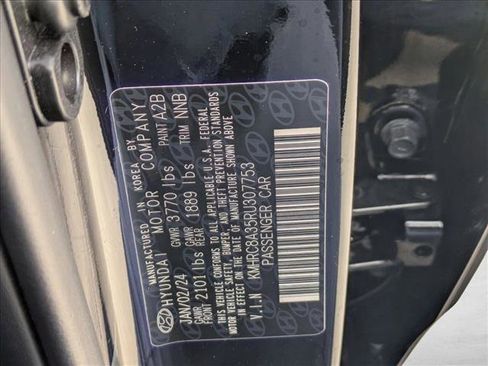 MANUFACTURED IN KOREA BY
HYUNDAI MOTOR COMPANY
JAN/02/24 GVWR 3770 lbs PAINT A2B
GAWR FRONT 2101 lbs GAWR REAR 1889 lbs TRIM NNB
THIS VEHICLE CONFORMS TO ALL APPLICABLE U.S.A. FEDERAL
MOTOR VEHICLE SAFETY, BUMPER, AND THEFT PREVENTION
STANDARDS IN EFFECT ON THE DATE OF MANUFACTURE SHOWN ABOVE
V.I.N KMHRC8A33RU307753
PASSENGER CAR